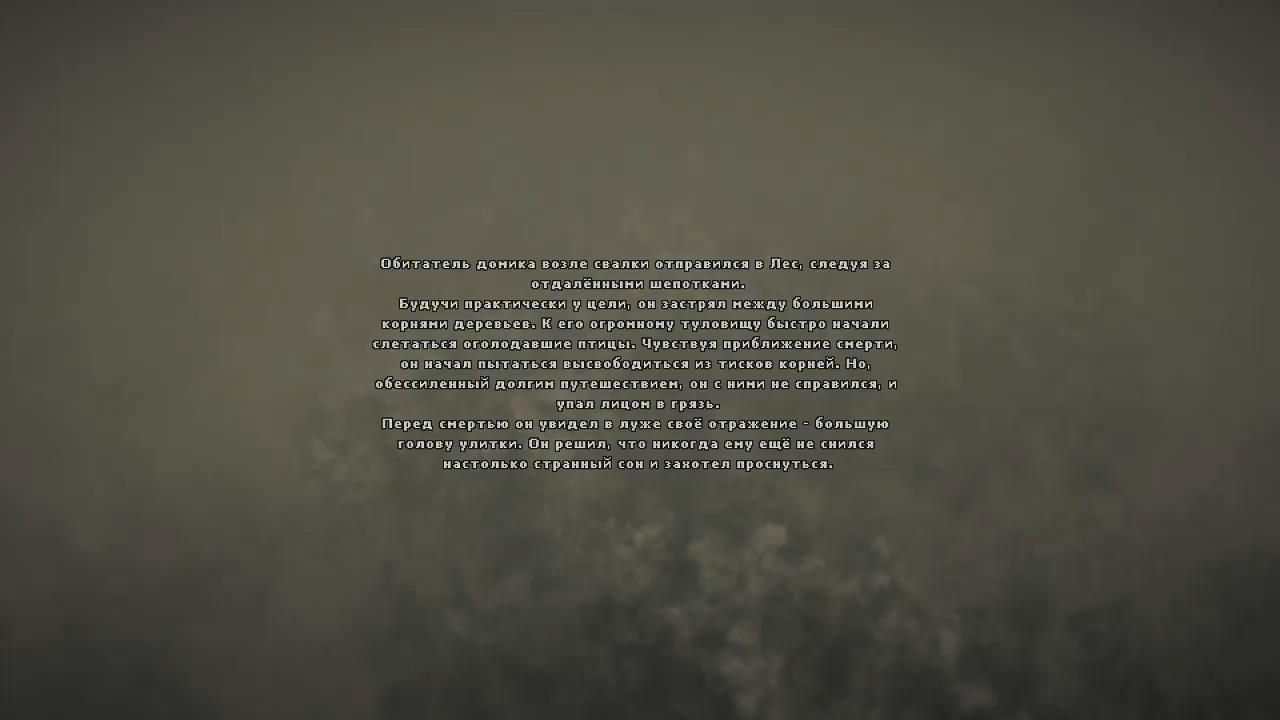 Обитатель домика возле свалки отправился в Лес, следуя за
отдалёнными шепотками.
Будучи практически у цели, он застрял между большими
корнями деревьев. К его огромному туловищу быстро начали
слетаться оголодавшие птицы. Чувствуя приближение смерти,
он начал пытаться высвободиться из тисков корней. Но,
обессиленный долгим путешествием, он с ними не справился, и
упал лицом в грязь.
Перед смертью он увидел в луже своё отражение - большую
голову улитки. Он решил, что никогда ему ещё не снился
настолько странный сон и захотел проснуться.